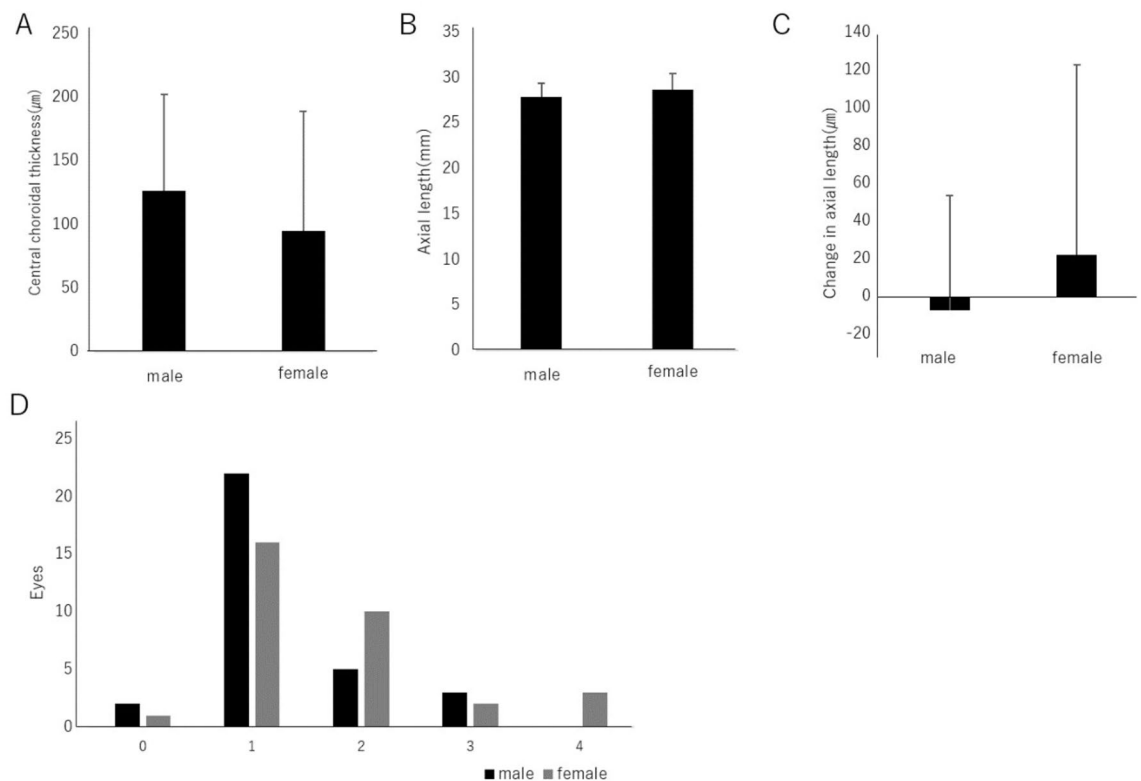 A
Central choroidal thickness(㎛)
250
200
150
100
50
0
male female
B
Axial length(mm)
35
30
25
20
15
10
5
0
male female
C
Change in axial length(㎛)
140
120
100
80
60
40
20
0
-20
male female
D
Eyes
25
20
15
10
5
0
0 1 2 3 4
male female